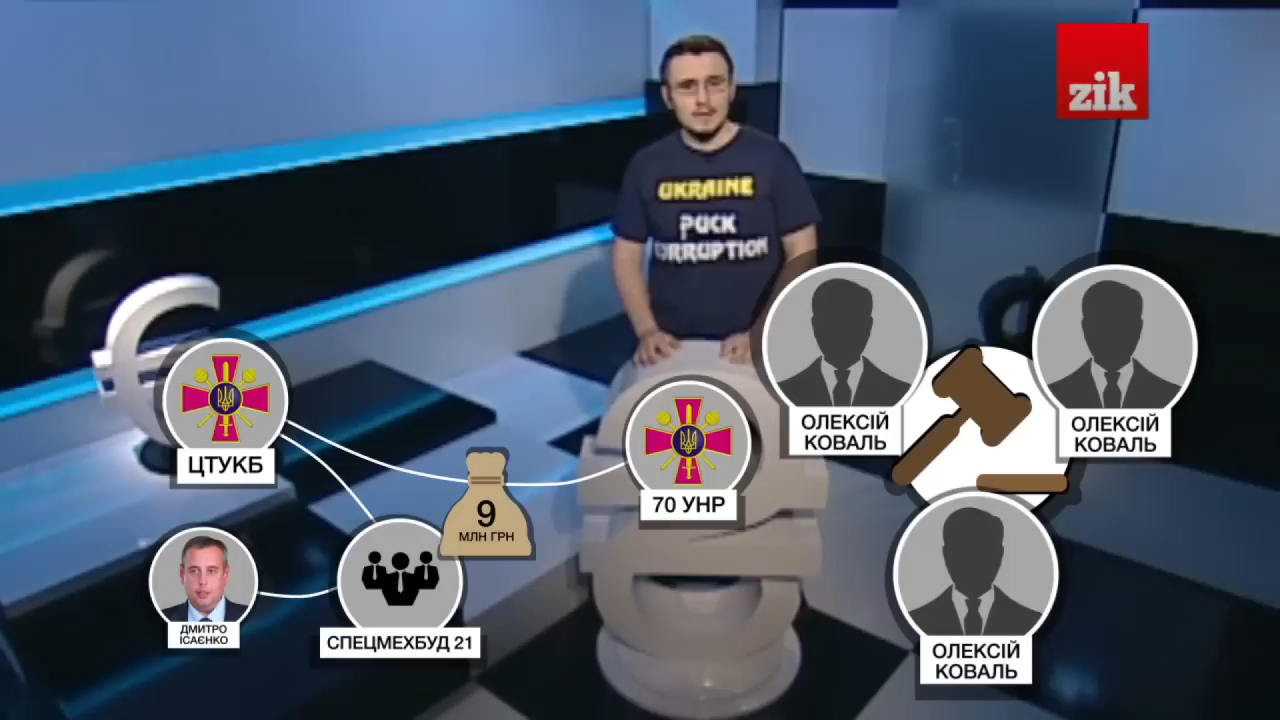 zik
UKRAINE
PUCK
ОЛЕКСІЙ
КОВАЛЬ
ОЛЕКСІЙ
КОВАЛЬ
ЦТУКБ
9
МЛН ГРН
70 УНР
ДМИТРО
ІСАЄНКО
СПЕЦМЕХБУД 21
ОЛЕКСІЙ
КОВАЛЬ